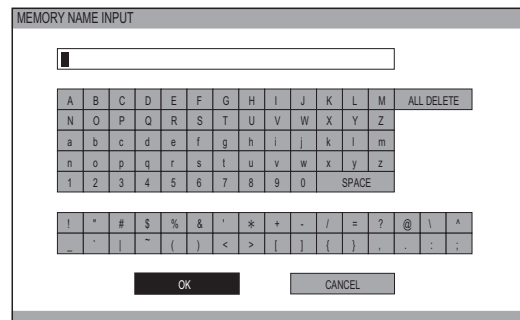 MEMORY NAME INPUT
A B C D E F G H I J K L M ALL DELETE
N O P Q R S T U V W X Y Z
a b c d e f g h i j k l m
n o p q r s t u v w x y z
1 2 3 4 5 6 7 8 9 0 SPACE
! " # $ % & ' * + - / = ? @ \ ^
_ ` | ~ ( ) < > [ ] { } , . : ;
OK CANCEL